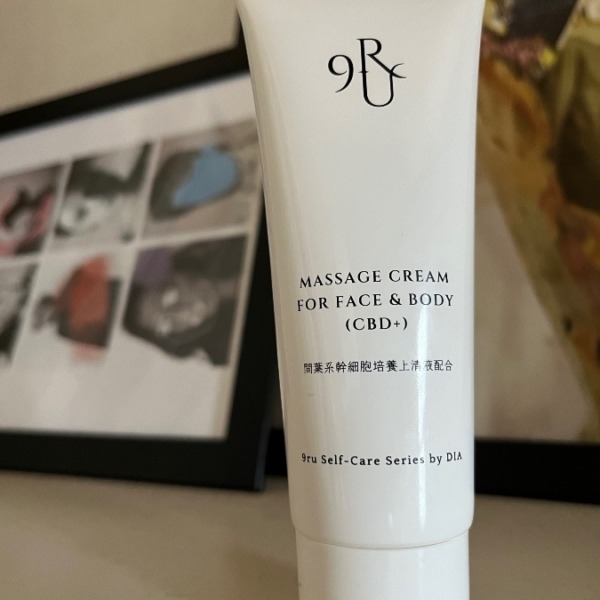 9RU
MASSAGE CREAM
FOR FACE & BODY
(CBD+)
間葉系幹細胞培養上清液配合
9ru Self-Care Series by DIA